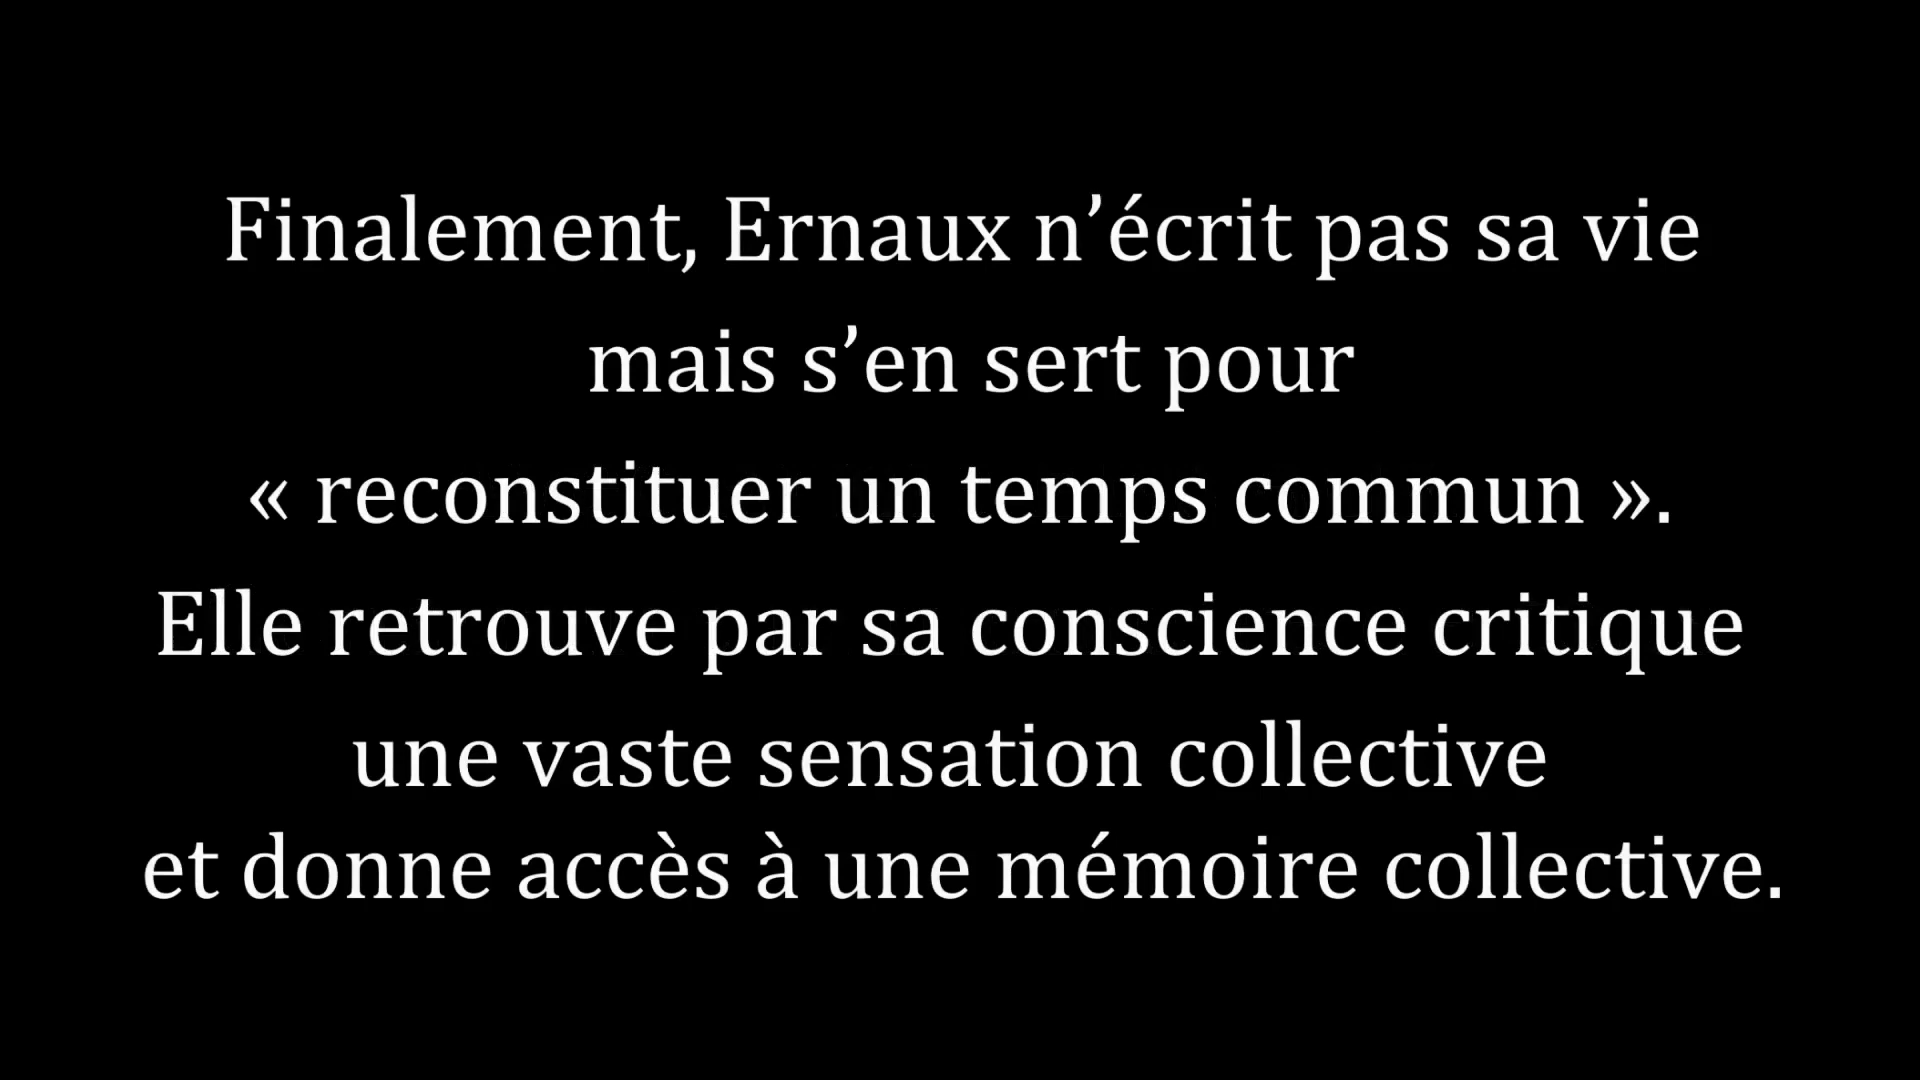 Finalement, Ernaux n’écrit pas sa vie
mais s’en sert pour
« reconstituer un temps commun ».
Elle retrouve par sa conscience critique
une vaste sensation collective
et donne accès à une mémoire collective.